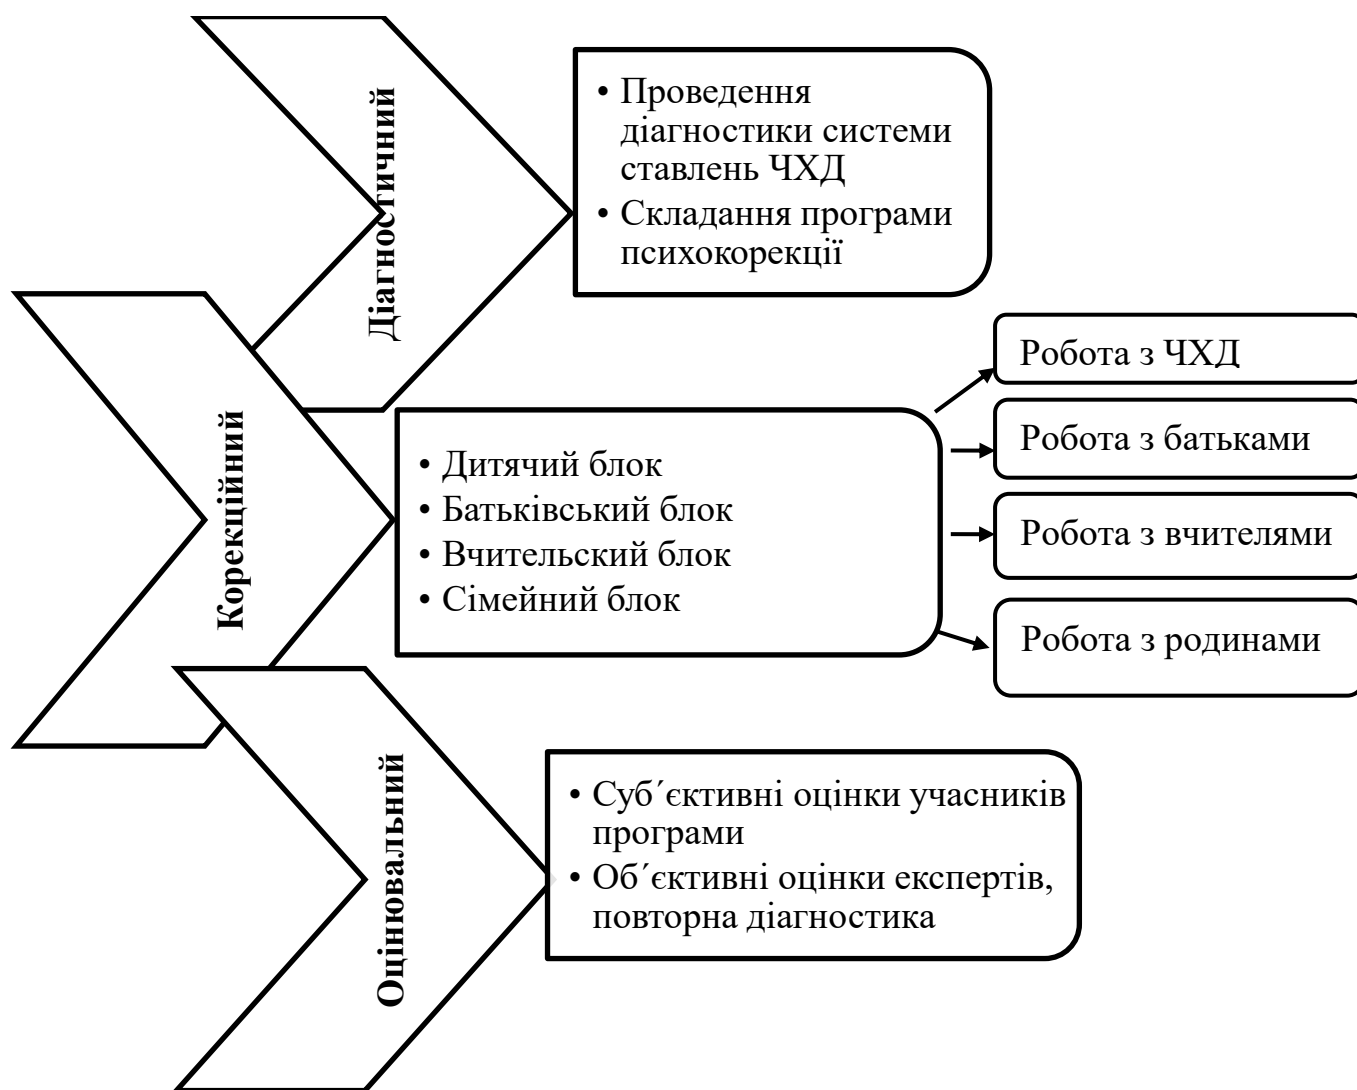 Діагностичний
• Проведення
діагностики системи
ставлень ЧХД
• Складання програми
психокорекції
Корекційний
• Дитячий блок
• Батьківський блок
• Вчительский блок
• Сімейний блок
Робота з ЧХД
Робота з батьками
Робота з вчителями
Робота з родинами
Оцінювальний
• Суб´єктивні оцінки учасників
програми
• Об´єктивні оцінки експертів,
повторна діагностика